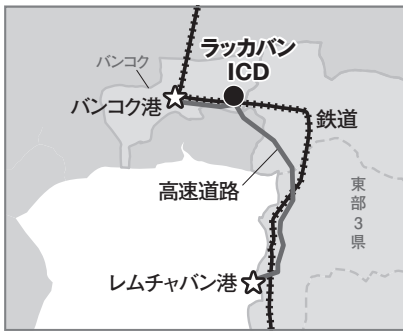 ラッカバン
ICD
バンコク
バンコク港
鉄道
高速道路
東部3県
レムチャバン港